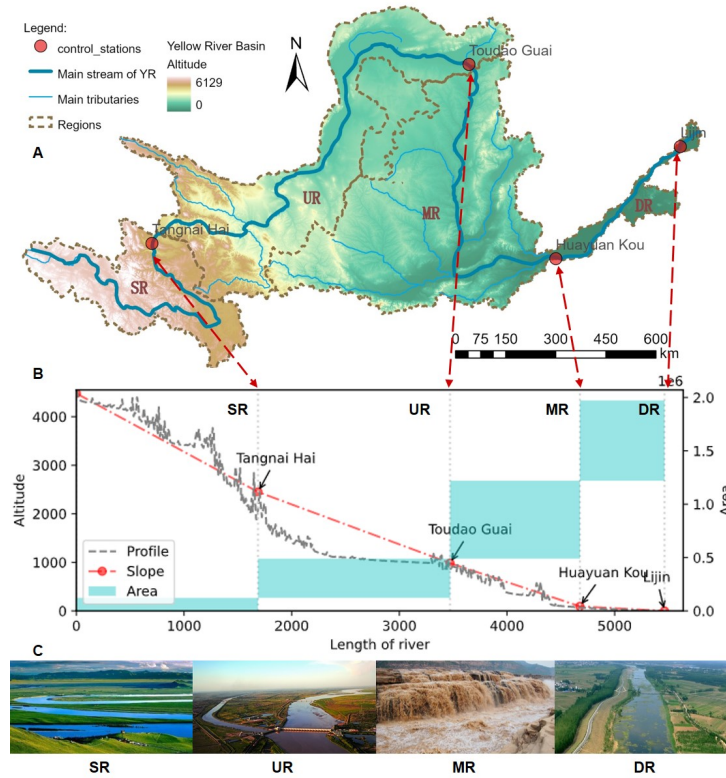 Legend:
control_stations
Main stream of YR
Main tributaries
Regions
Yellow River Basin
Altitude
6129
0
N
A
Toudao Guai
Lijin
UR
MR
DR
Tangnai Hai
Huayuan Kou
SR
0 75 150 300 450 600
km
B
1e6
SR UR MR DR
4000
3000
2000
1000
0
Altitude
Tangnai Hai
Toudao Guai
Huayuan Kou
Lijin
Profile
Slope
Area
2.0
1.5
1.0
0.5
0.0
Area
0 1000 2000 3000 4000 5000
Length of river
C
SR UR MR DR